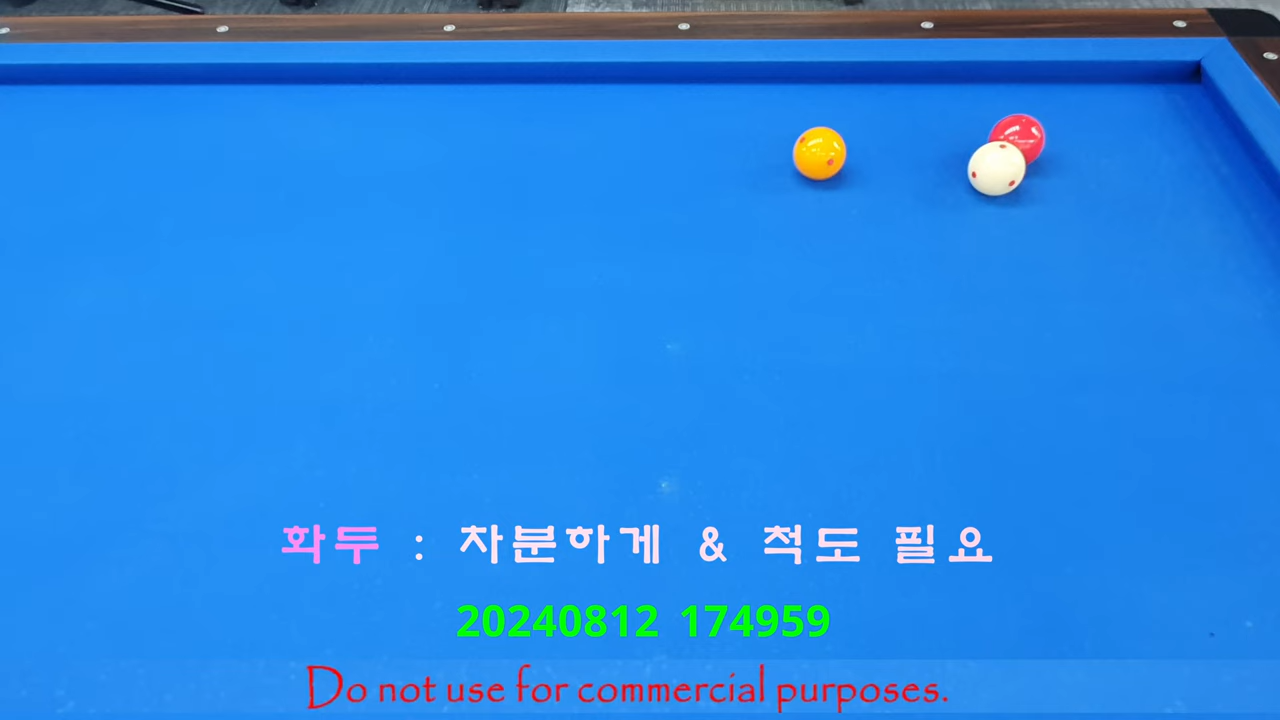 화두 : 차분하게 & 척도 필요
20240812 174959
Do not use for commercial purposes.